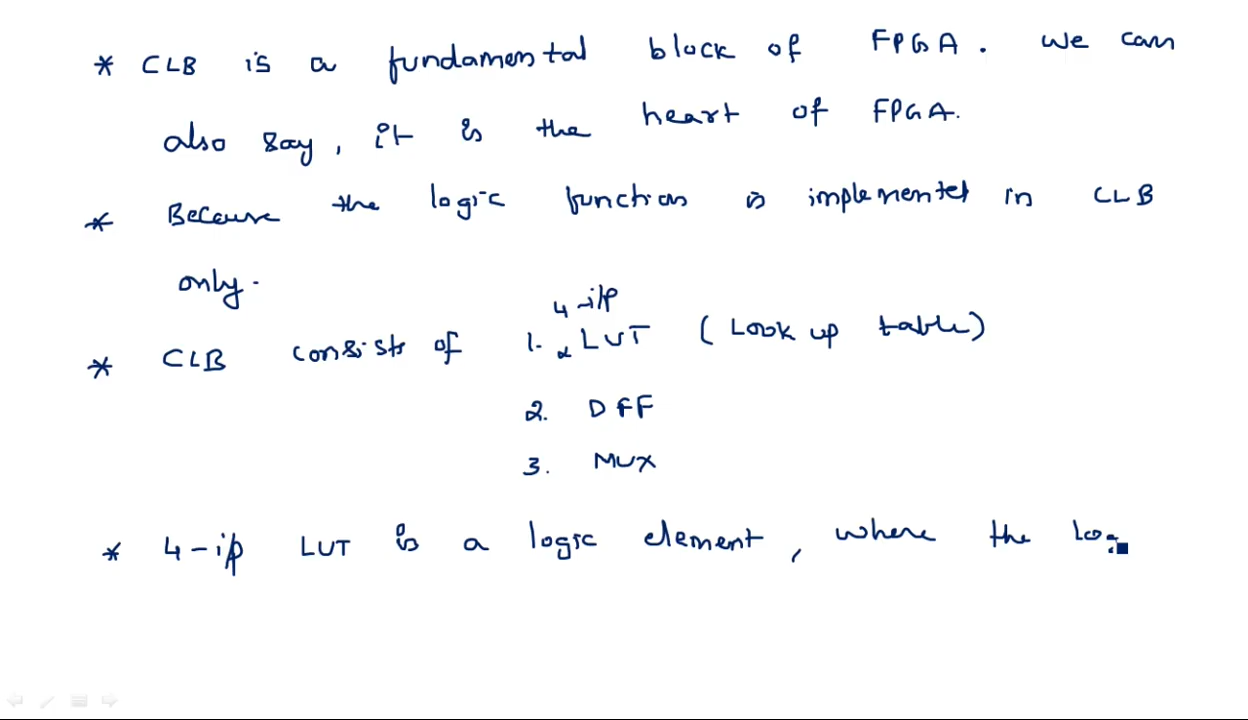 * CLB is a fundamental block of FPGA. We can
also say, it is the heart of FPGA.
* Because the logic function is implemented in CLB
only.
4-i/p
* CLB consists of 1. LUT (Look up table)
2. DFF
3. MUX
* 4-i/p LUT is a logic element, where the Log